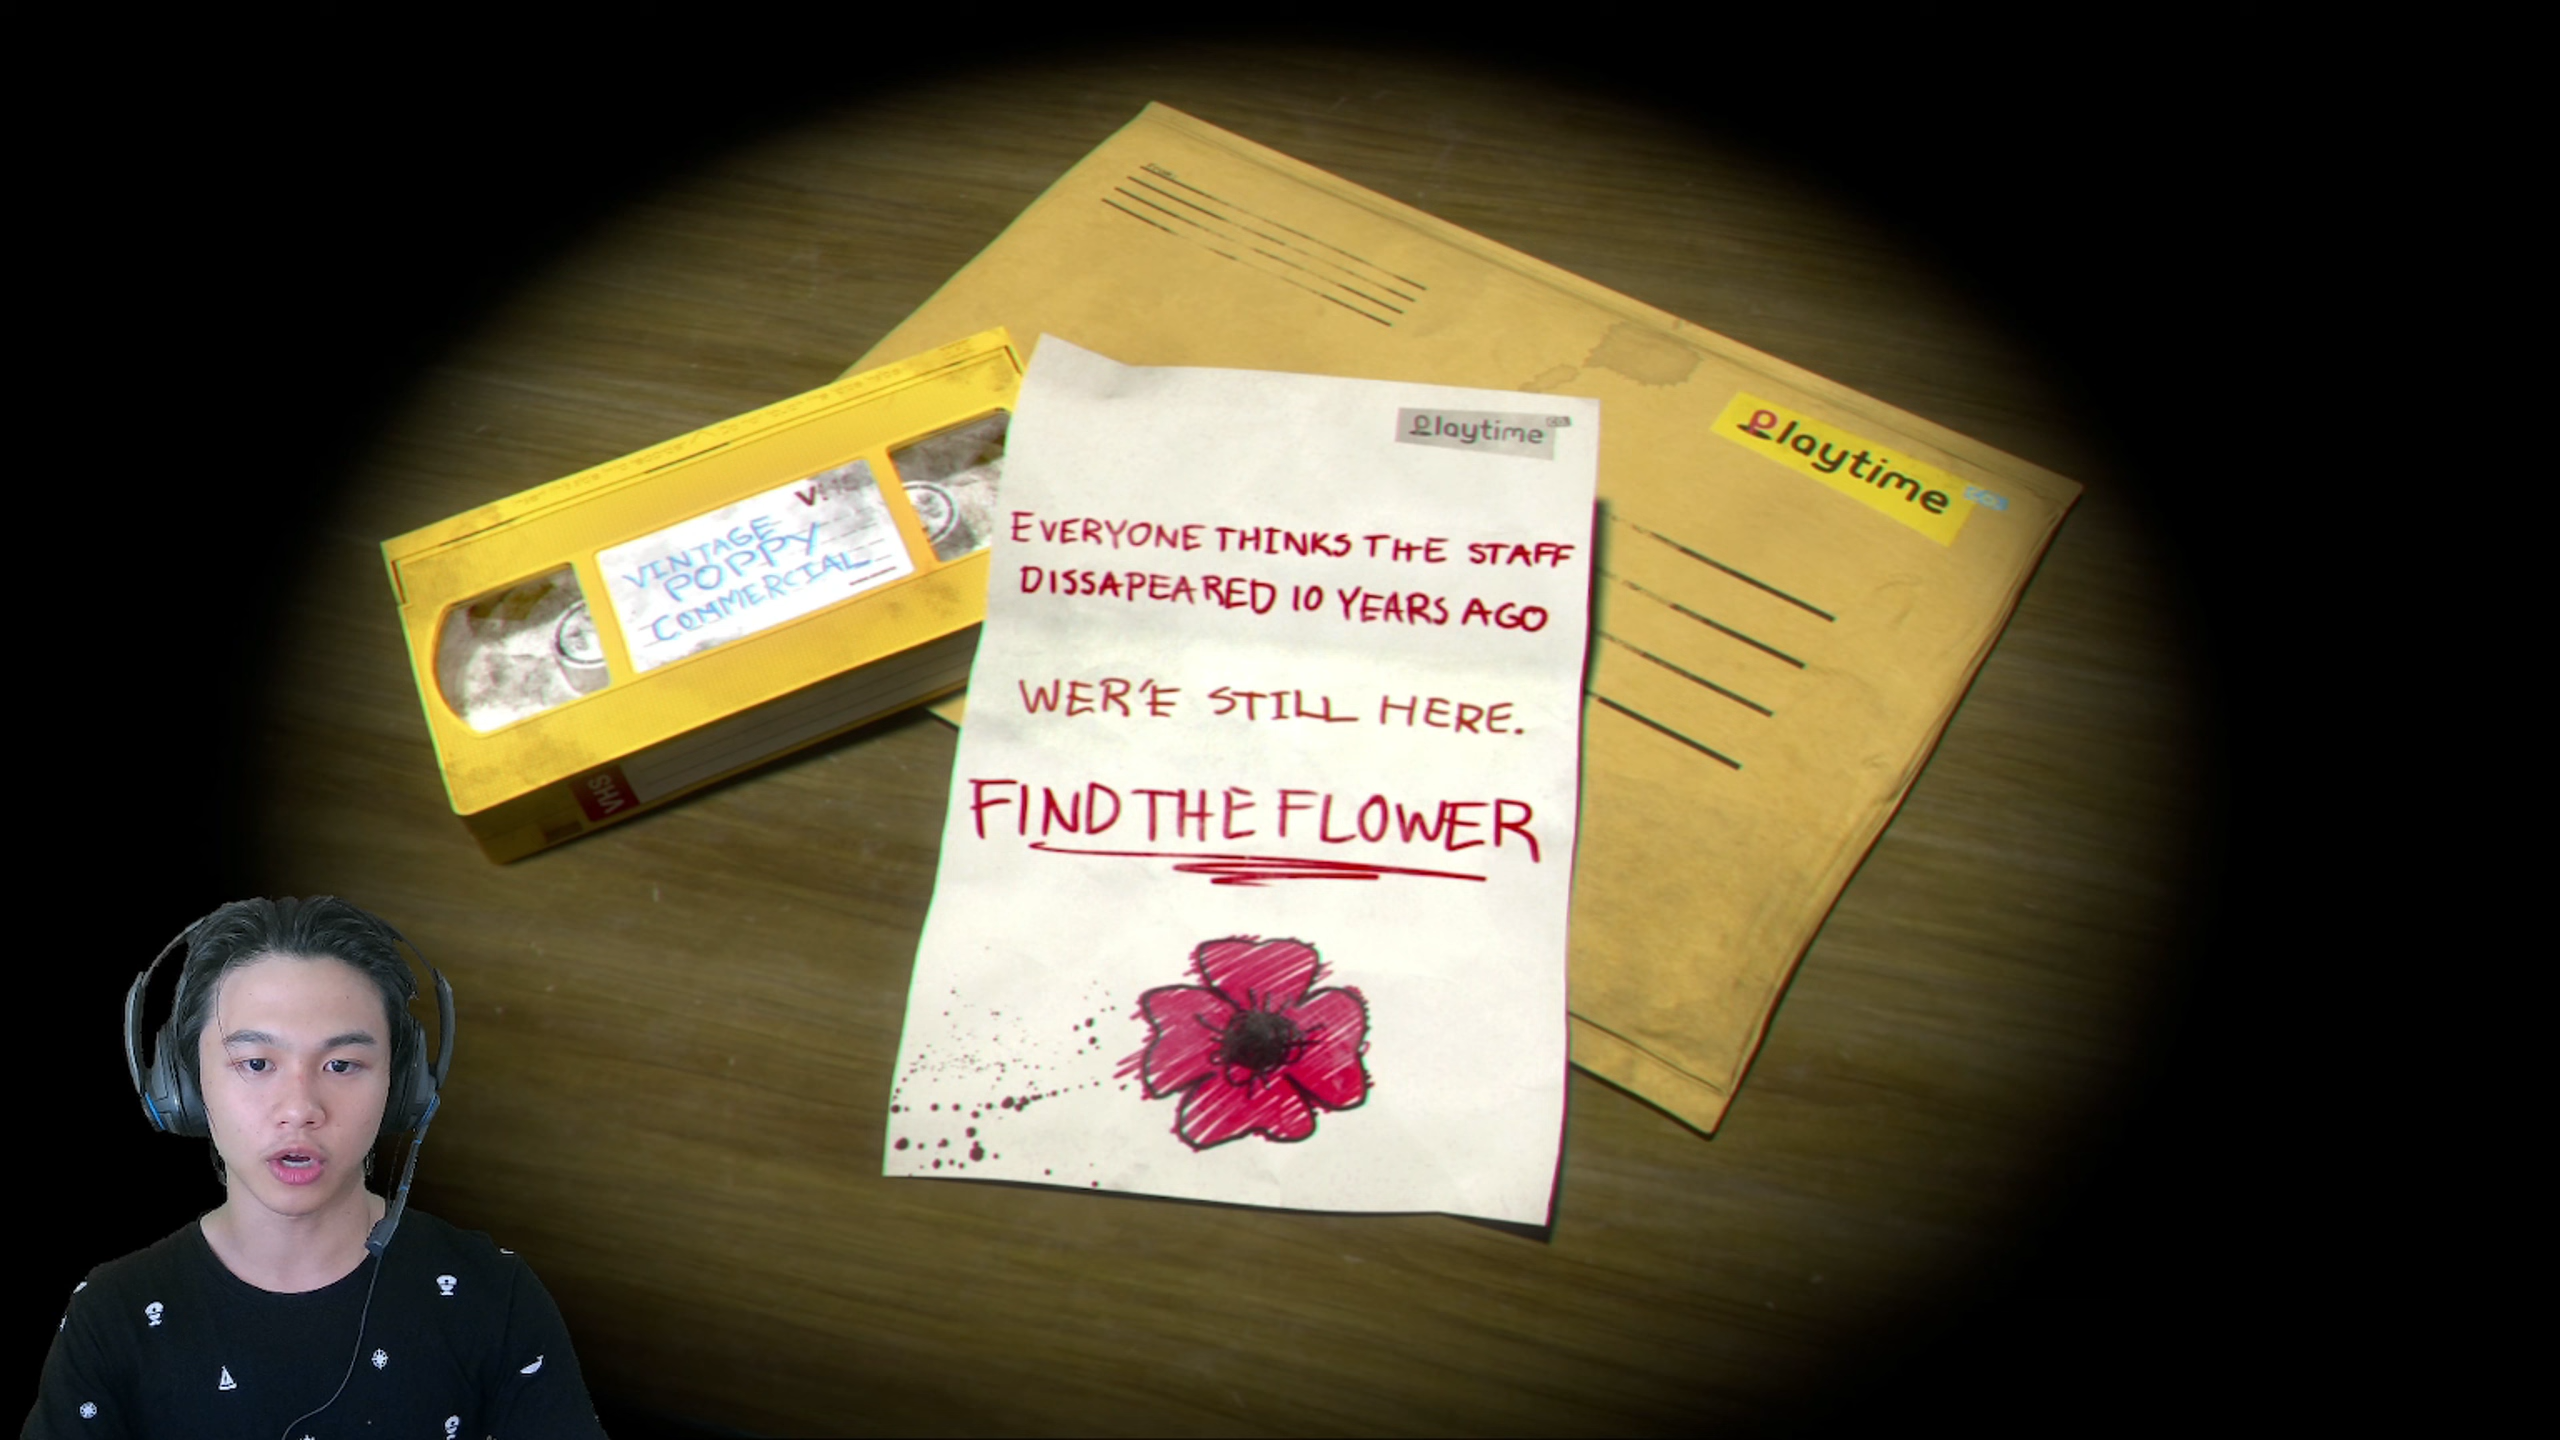 VINTAGE
POPPY
COMMERCIAL
VHS
VHS
Playtime CO.
EVERYONE THINKS THE STAFF
DISSAPEARED 10 YEARS AGO
WER'E STILL HERE.
FIND THE FLOWER
Playtime